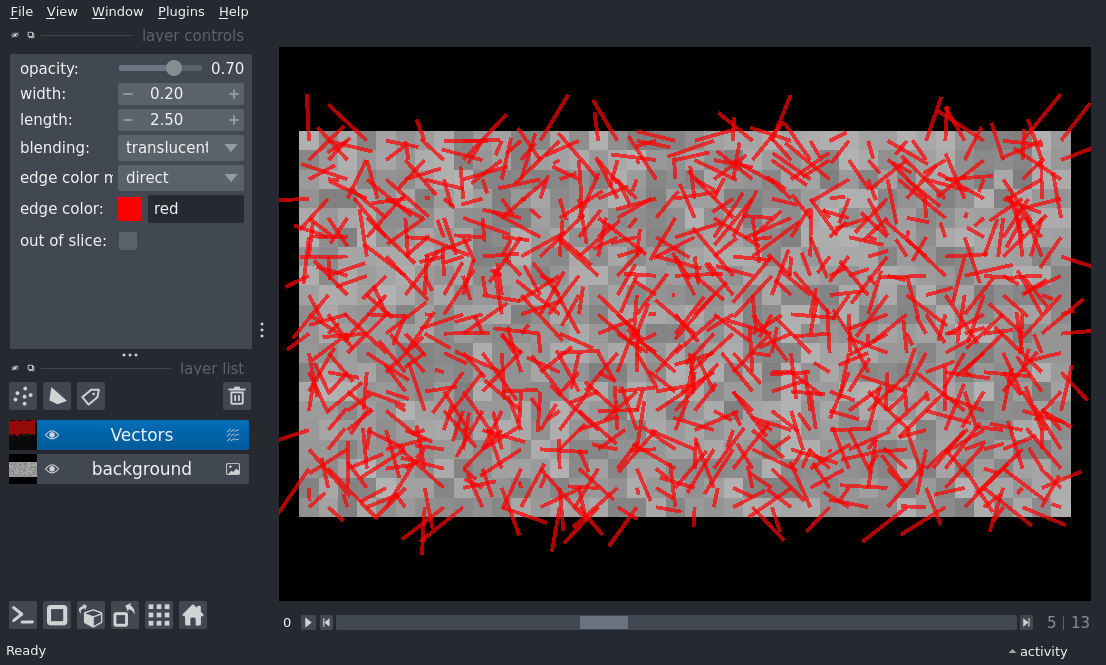 File View Window Plugins Help
layer controls
opacity: 0.70
width: − 0.20 +
length: − 2.50 +
blending: translucent
edge color m direct
edge color: red
out of slice:
layer list
Vectors
background
0 5 | 13
Ready activity